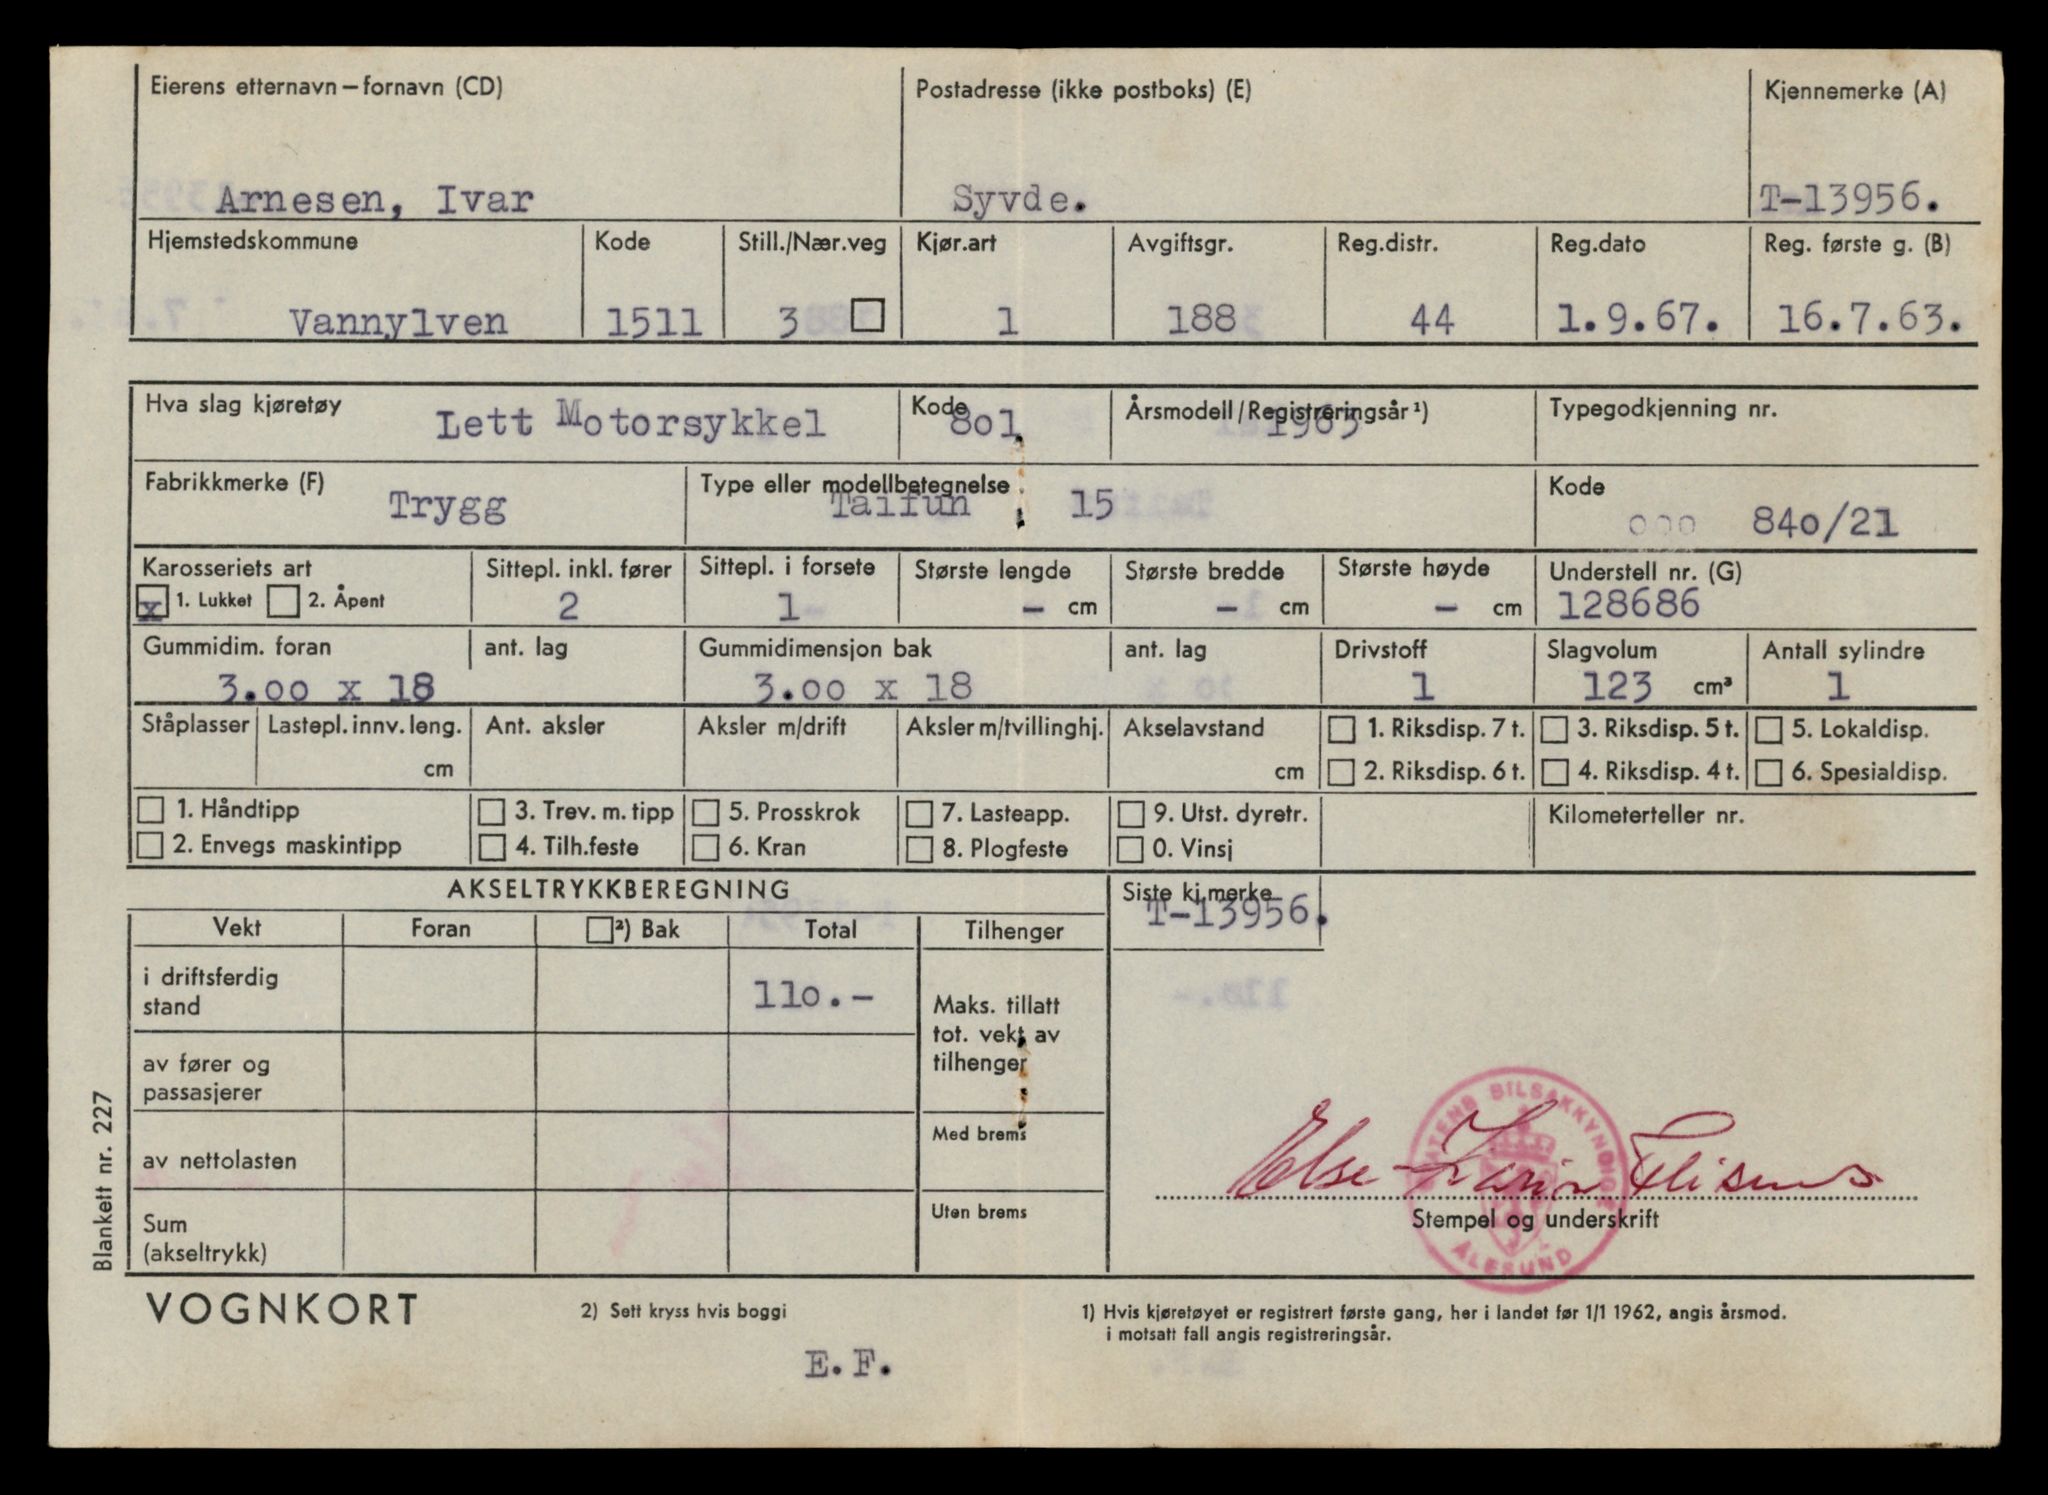 Eierens etternavn – fornavn (CD) Postadresse (ikke postboks) (E) Kjennemerke (A)
Arnesen, Ivar Syvde. T-13956.
Hjemstedskommune Kode Still./Nær.veg Kjør.art Avgiftsgr. Reg.distr. Reg.dato Reg. første g. (B)
Vannylven 1511 3 1 188 44 1.9.67. 16.7.63.
Hva slag kjøretøy Kode Årsmodell/Registreringsår ¹) Typegodkjenning nr.
Lett Motorsykkel 801 1963
Fabrikkmerke (F) Type eller modellbetegnelse Kode
Trygg Taifun 15 ooo 840/21
Karosseriets art Sittepl. inkl. fører Sittepl. i forsete Største lengde Største bredde Største høyde Understell nr. (G)
x 1. Lukket 2. Åpent 2 1 - cm - cm - cm 128686
Gummidim. foran ant. lag Gummidimensjon bak ant. lag Drivstoff Slagvolum Antall sylindre
3.00 x 18 3.00 x 18 1 123 cm³ 1
Ståplasser Lastepl. innv. leng. Ant. aksler Aksler m/drift Aksler m/tvillinghj. Akselavstand 1. Riksdisp. 7 t. 3. Riksdisp. 5 t. 5. Lokaldisp.
cm cm 2. Riksdisp. 6 t. 4. Riksdisp. 4 t. 6. Spesialdisp.
1. Håndtipp 3. Trev. m. tipp 5. Prosskrok 7. Lasteapp. 9. Utst. dyretr. Kilometerteller nr.
2. Envegs maskintipp 4. Tilh.feste 6. Kran 8. Plogfeste 0. Vinsj
AKSELTRYKKBEREGNING Siste kj.merke
T-13956.
Vekt Foran ²) Bak Total Tilhenger
i driftsferdig
stand 110.-
Maks. tillatt
tot. vekt av
tilhenger
av fører og
passasjerer
Med brems
av nettolasten
Uten brems
Sum
(akseltrykk)
STATENS BILSAKKYNDIGE
ÅLESUND
Else Karin
Stempel og underskrift
Blankett nr. 227
VOGNKORT 2) Sett kryss hvis boggi 1) Hvis kjøretøyet er registrert første gang, her i landet før 1/1 1962, angis årsmod.
i motsatt fall angis registreringsår.
E.F.